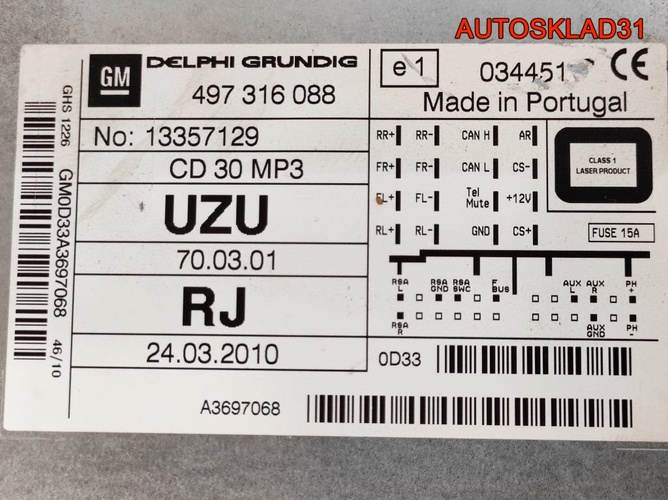 AUTOSKLAD31
GM
DELPHI GRUNDIG
497 316 088
e1
034451
CE
Made in Portugal
No: 13357129
CD 30 MP3
UZU
70.03.01
RJ
24.03.2010
A3697068
GHS 1226
GM0D33A3697068
46/10
RR+ RR- CAN H AR
FR+ FR- CAN L CS-
FL+ FL- Tel Mute +12V
RL+ RL- GND CS+
CLASS 1
LASER PRODUCT
FUSE 15A
RSA L RSA GND RSA SWC F BUS AUX L AUX R PH +
RSA R AUX GND PH -
0D33